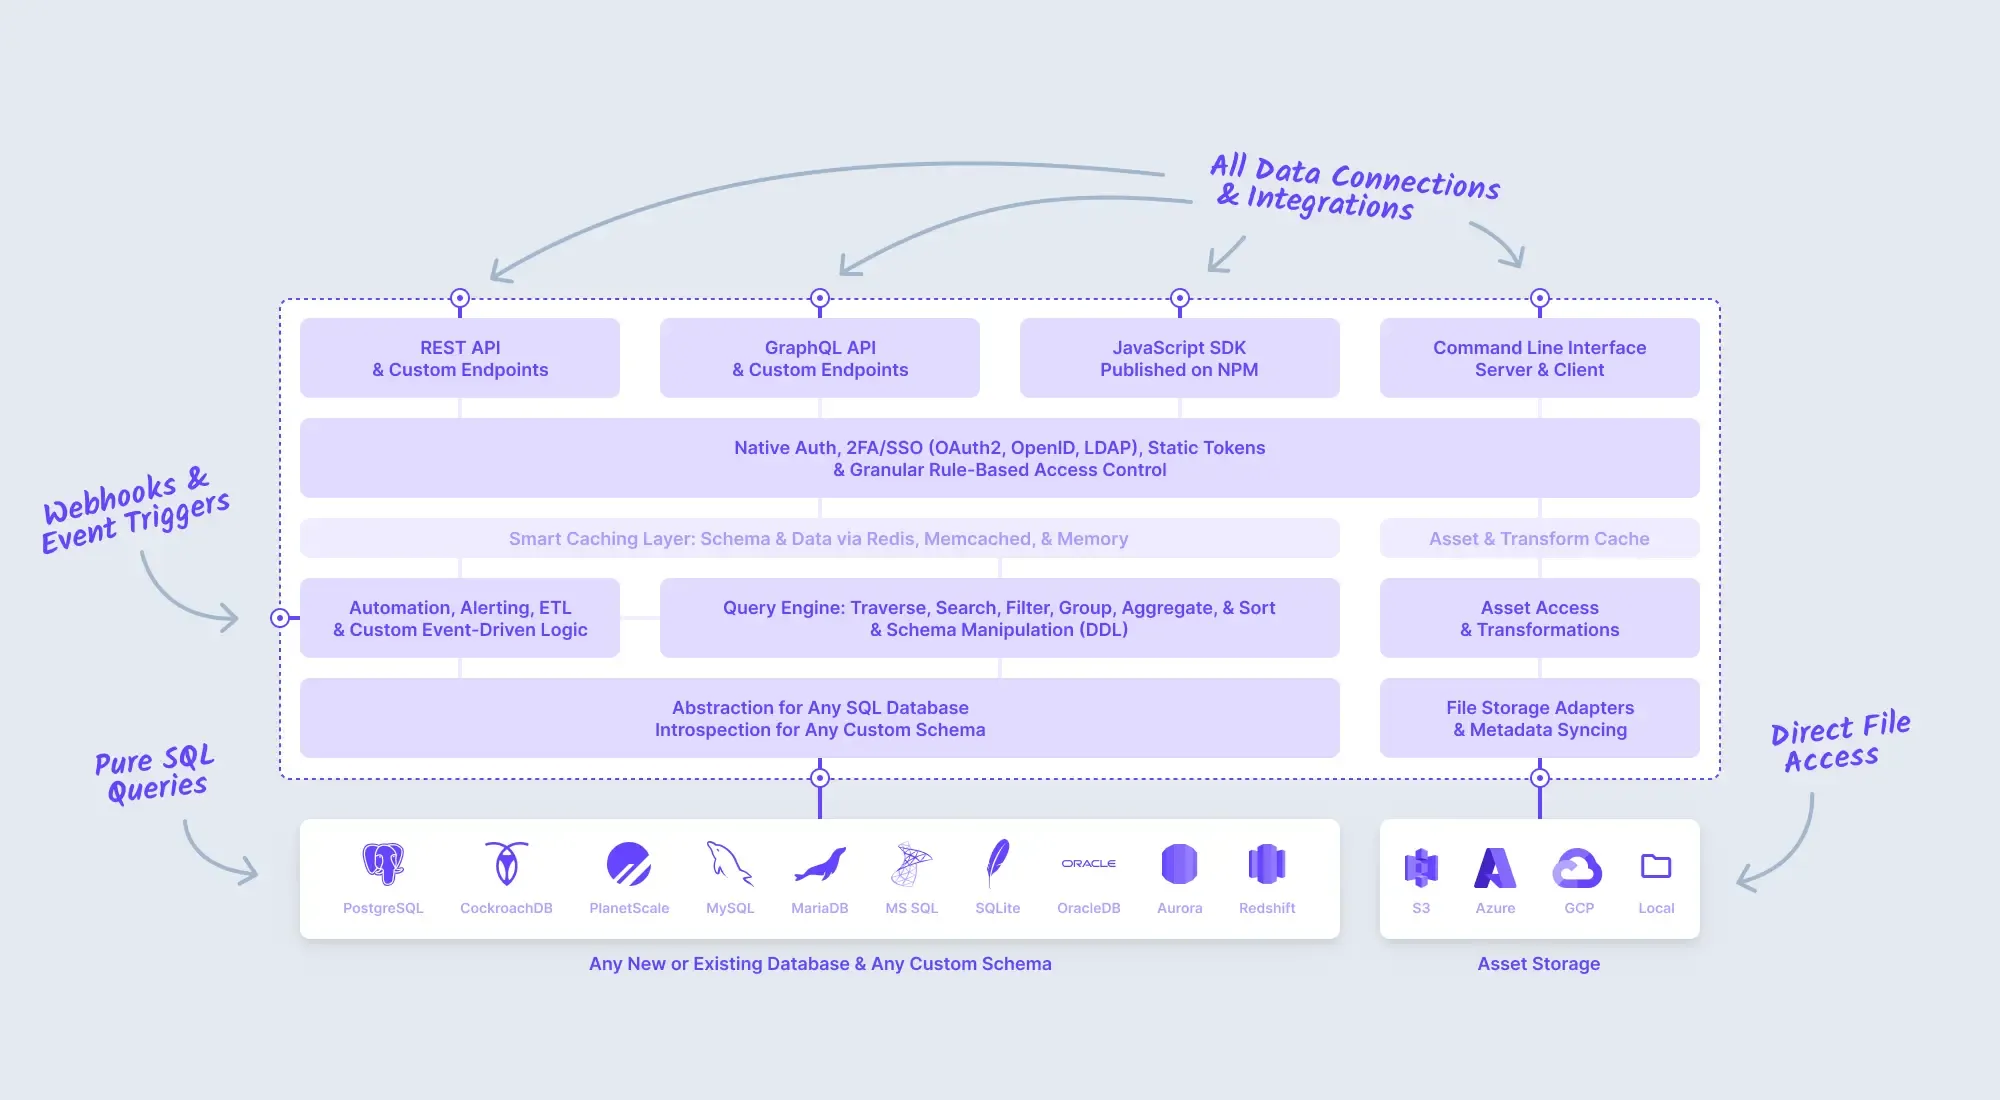 All Data Connections
& Integrations
REST API
& Custom Endpoints
GraphQL API
& Custom Endpoints
JavaScript SDK
Published on NPM
Command Line Interface
Server & Client
Native Auth, 2FA/SSO (OAuth2, OpenID, LDAP), Static Tokens
& Granular Rule-Based Access Control
Webhooks &
Event Triggers
Smart Caching Layer: Schema & Data via Redis, Memcached, & Memory
Asset & Transform Cache
Automation, Alerting, ETL
& Custom Event-Driven Logic
Query Engine: Traverse, Search, Filter, Group, Aggregate, & Sort
& Schema Manipulation (DDL)
Asset Access
& Transformations
Abstraction for Any SQL Database
Introspection for Any Custom Schema
File Storage Adapters
& Metadata Syncing
Pure SQL
Queries
Direct File
Access
ORACLE
PostgreSQL
CockroachDB
PlanetScale
MySQL
MariaDB
MS SQL
SQLite
OracleDB
Aurora
Redshift
S3
Azure
GCP
Local
Any New or Existing Database & Any Custom Schema
Asset Storage